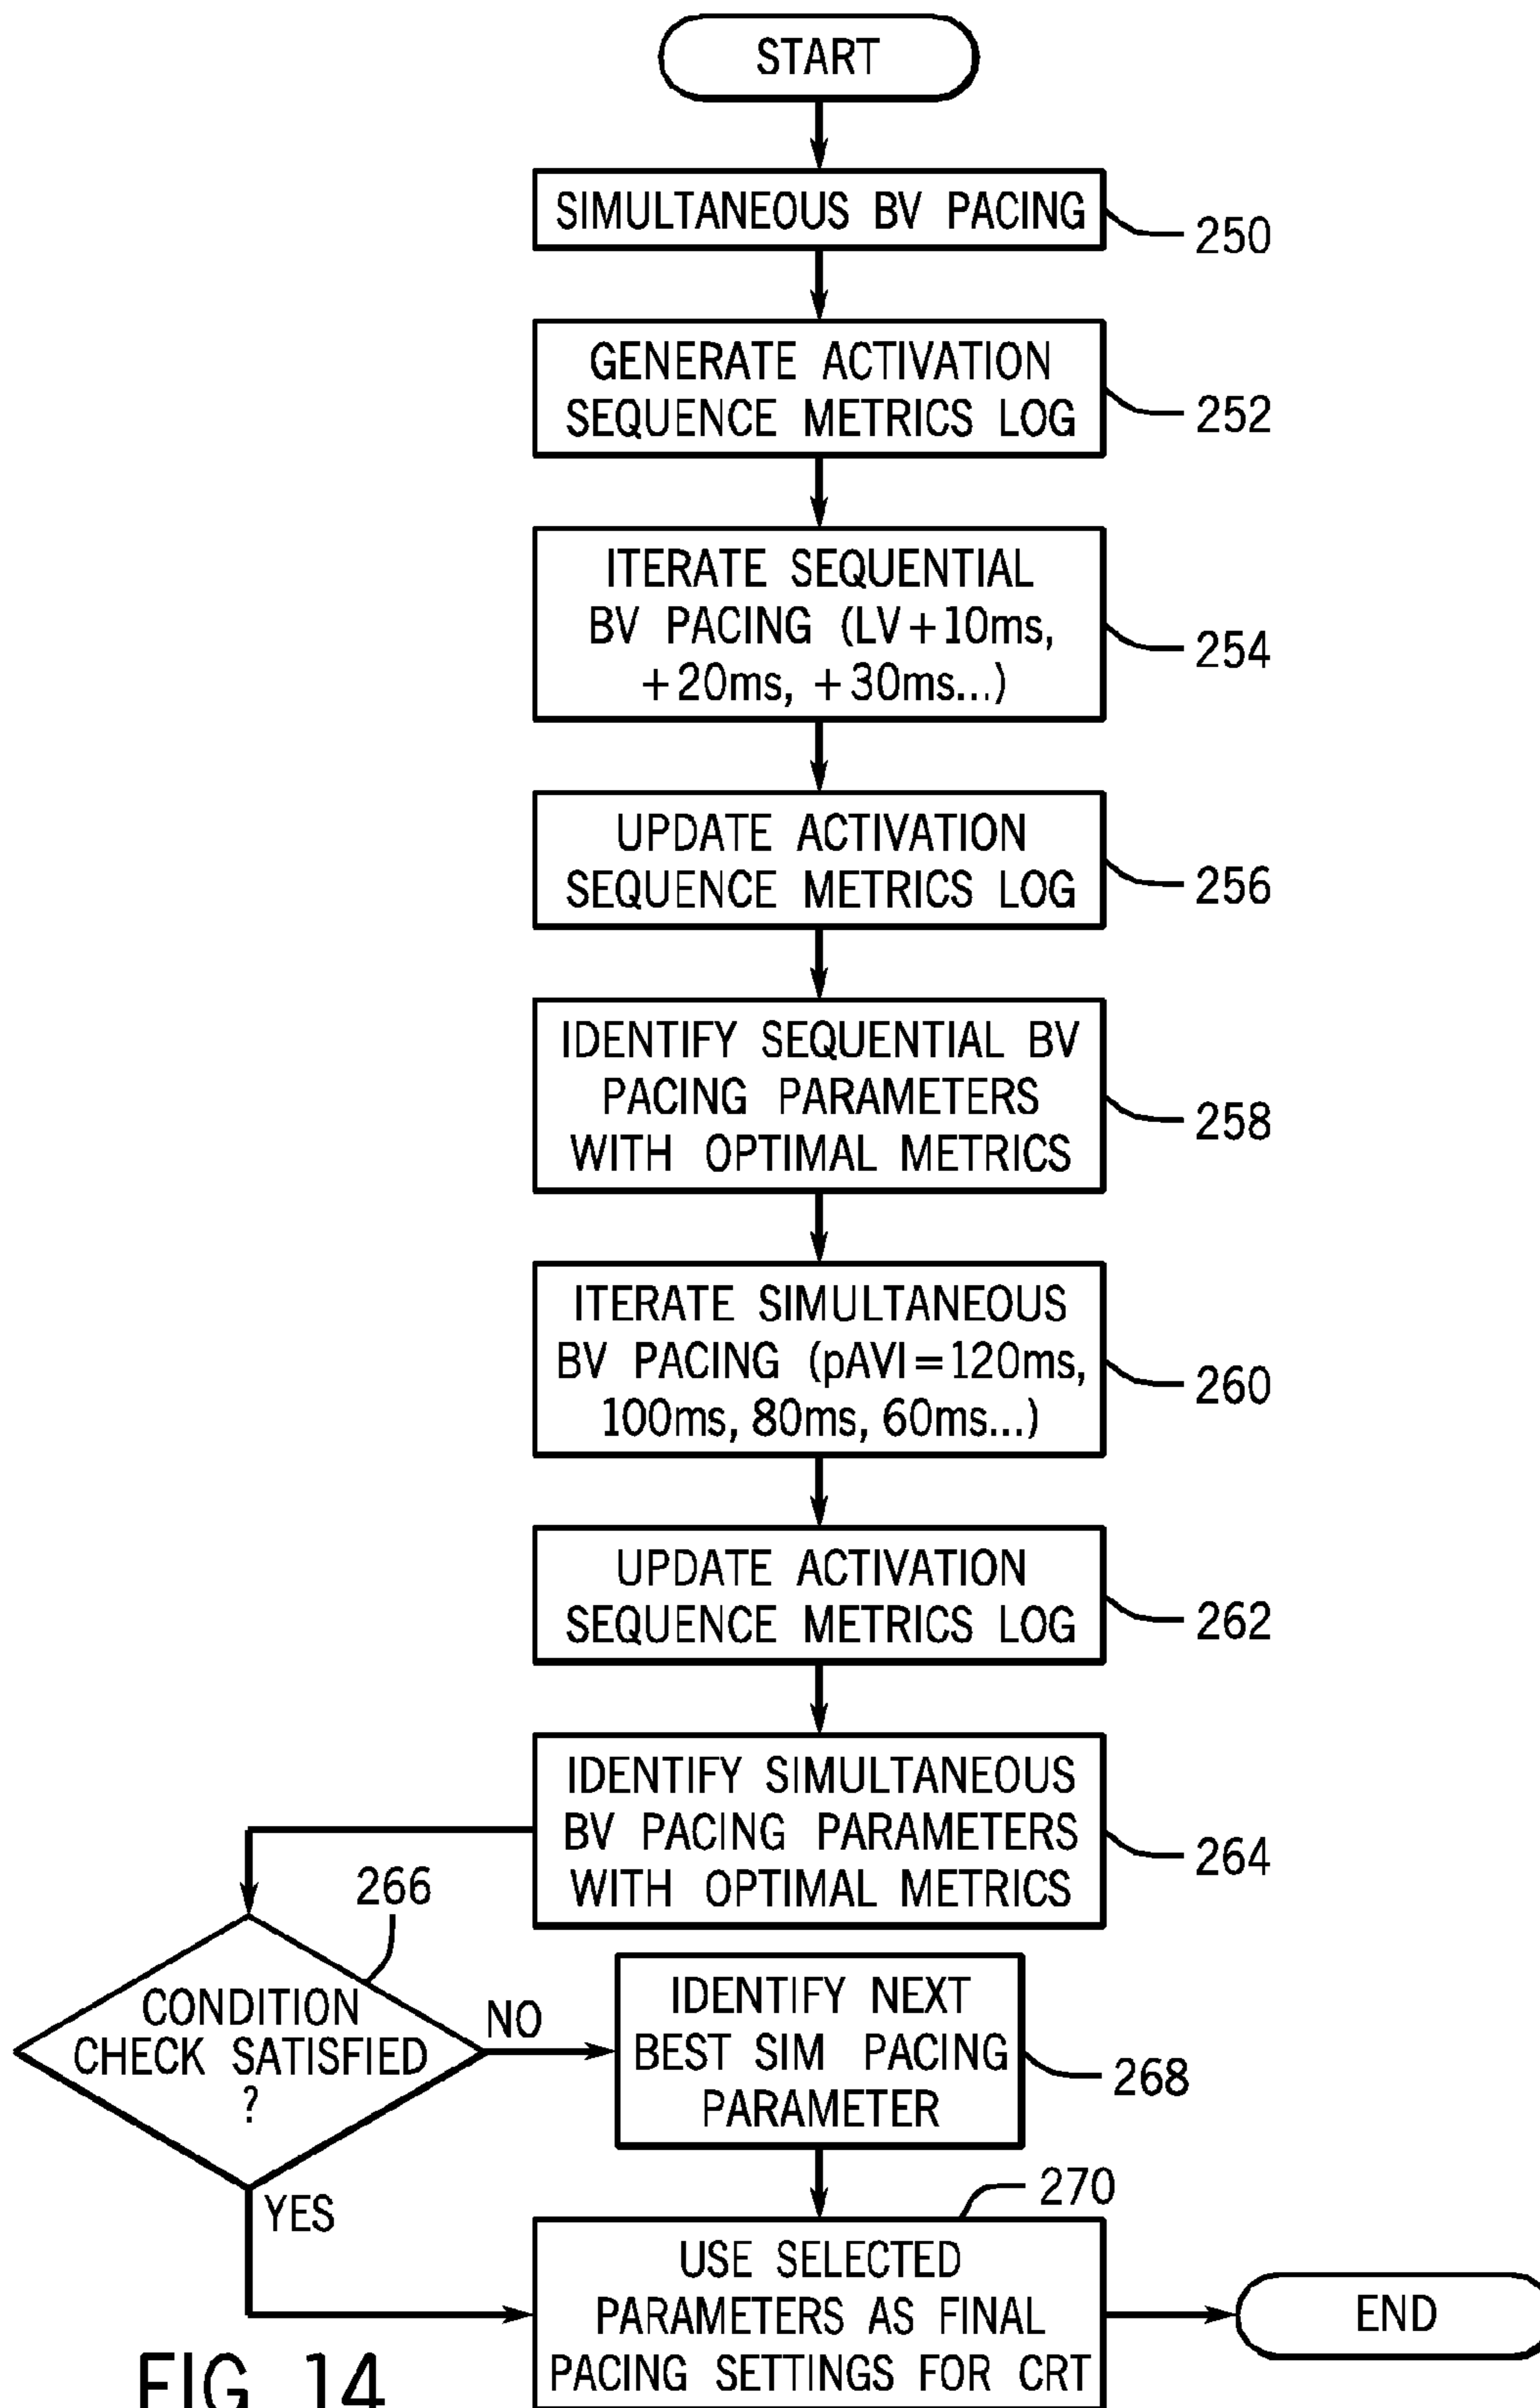 START
SIMULTANEOUS BV PACING
250
GENERATE ACTIVATION
SEQUENCE METRICS LOG
252
ITERATE SEQUENTIAL
BV PACING (LV+10ms,
+20ms, +30ms...)
254
UPDATE ACTIVATION
SEQUENCE METRICS LOG
256
IDENTIFY SEQUENTIAL BV
PACING PARAMETERS
WITH OPTIMAL METRICS
258
ITERATE SIMULTANEOUS
BV PACING (pAVI=120ms,
100ms, 80ms, 60ms...)
260
UPDATE ACTIVATION
SEQUENCE METRICS LOG
262
IDENTIFY SIMULTANEOUS
BV PACING PARAMETERS
WITH OPTIMAL METRICS
264
266
CONDITION
CHECK SATISFIED
?
NO
YES
IDENTIFY NEXT
BEST SIM PACING
PARAMETER
268
270
USE SELECTED
PARAMETERS AS FINAL
PACING SETTINGS FOR CRT
END
FIG. 14